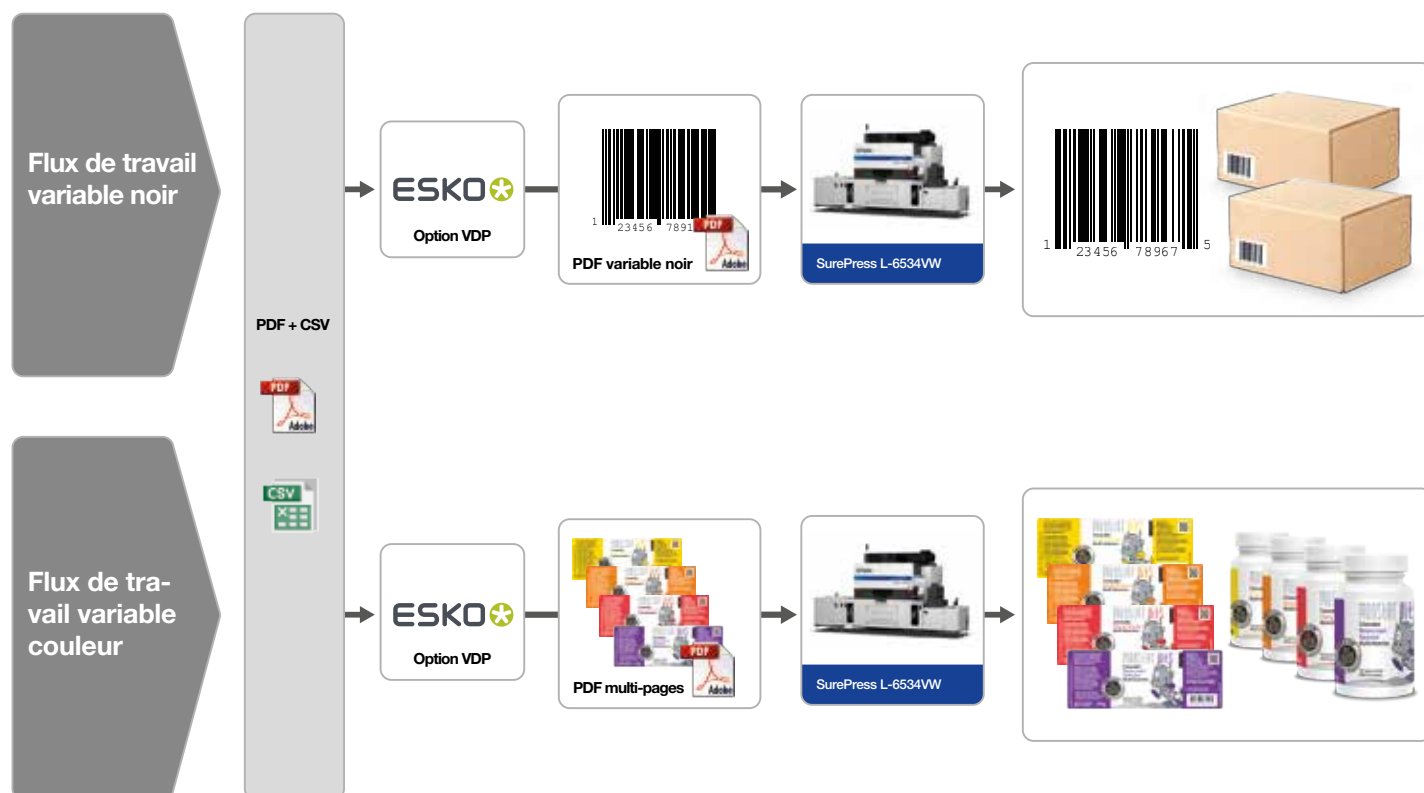 Flux de travail
variable noir
PDF + CSV
PDF
Adobe
CSV
ESKO
Option VDP
1 23456 7891
PDF
Adobe
PDF variable noir
SurePress L-6534VW
1 23456 78967 5
Flux de tra-
vail variable
couleur
ESKO
Option VDP
PDF
Adobe
PDF multi-pages
SurePress L-6534VW